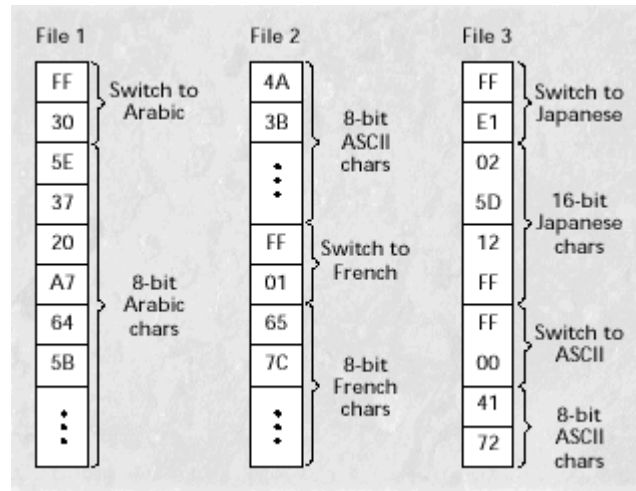 File 1
FF
30
Switch to
Arabic
5E
37
20
A7
64
5B
8-bit
Arabic
chars
File 2
4A
3B
8-bit
ASCII
chars
FF
01
Switch to
French
65
7C
8-bit
French
chars
File 3
FF
E1
Switch to
Japanese
02
5D
12
FF
16-bit
Japanese
chars
FF
00
Switch to
ASCII
41
72
8-bit
ASCII
chars